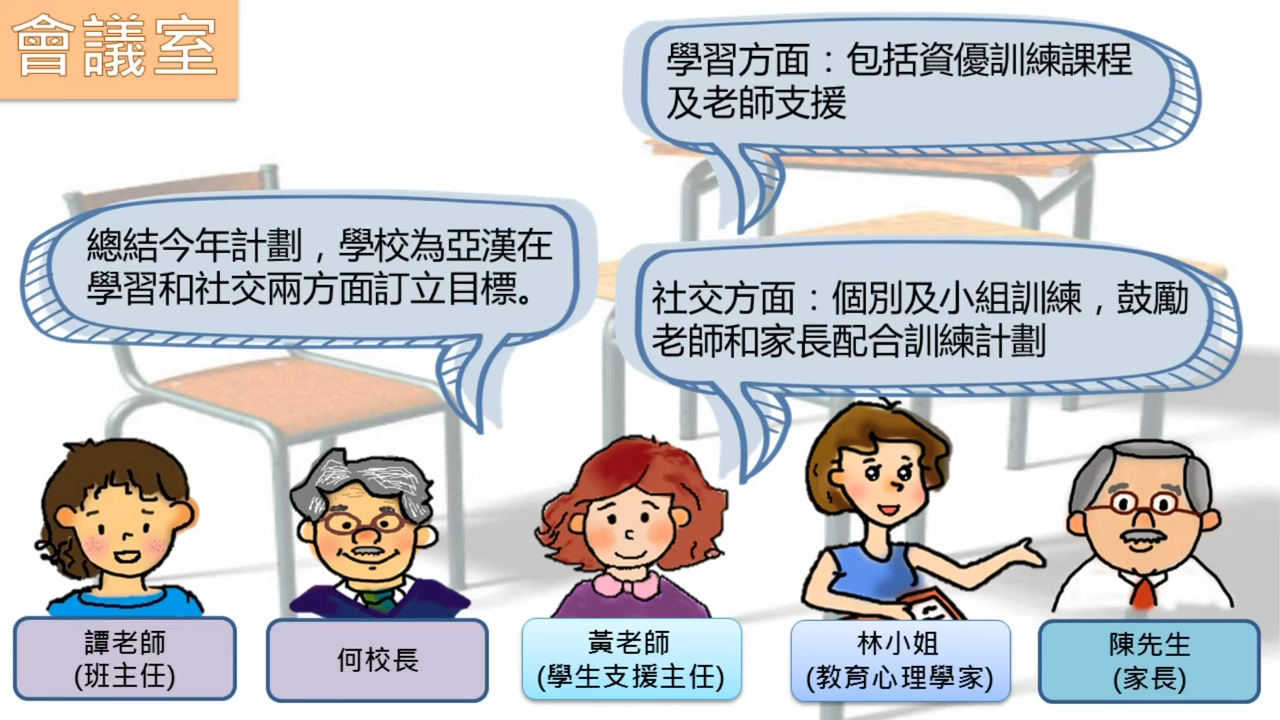 會議室
學習方面：包括資優訓練課程
及老師支援
總結今年計劃，學校為亞漢在
學習和社交兩方面訂立目標。
社交方面：個別及小組訓練，鼓勵
老師和家長配合訓練計劃
譚老師
(班主任)
何校長
黃老師
(學生支援主任)
林小姐
(教育心理學家)
陳先生
(家長)